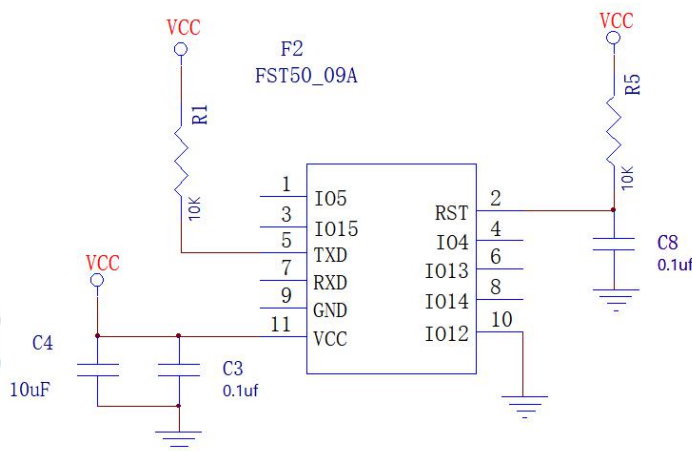 VCC
F2
FST50_09A
VCC
R1
10K
R5
10K
1 IO5
3 IO15
5 TXD
7 RXD
9 GND
11 VCC
RST 2
IO4 4
IO13 6
IO14 8
IO12 10
C8
0.1uf
VCC
C4
10uF
C3
0.1uf